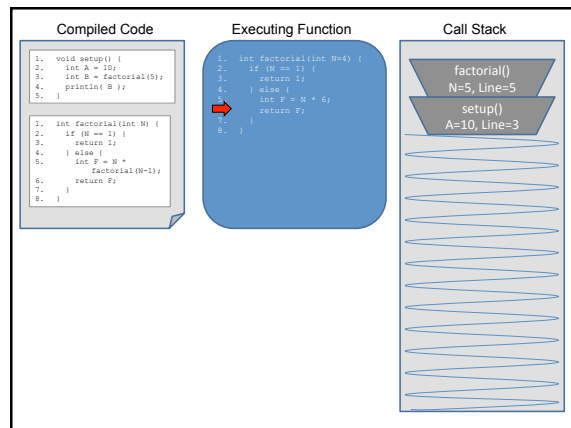 Compiled Code
1. void setup() {
2. int A = 10;
3. int B = factorial(5);
4. println( B );
5. }
1. int factorial(int N) {
2. if (N == 1) {
3. return 1;
4. } else {
5. int F = N *
factorial(N-1);
6. return F;
7. }
8. }
Executing Function
1. int factorial(int N=4) {
2. if (N == 1) {
3. return 1;
4. } else {
5. int F = N * 6;
return F;
7. }
8. }
Call Stack
factorial()
N=5, Line=5
setup()
A=10, Line=3